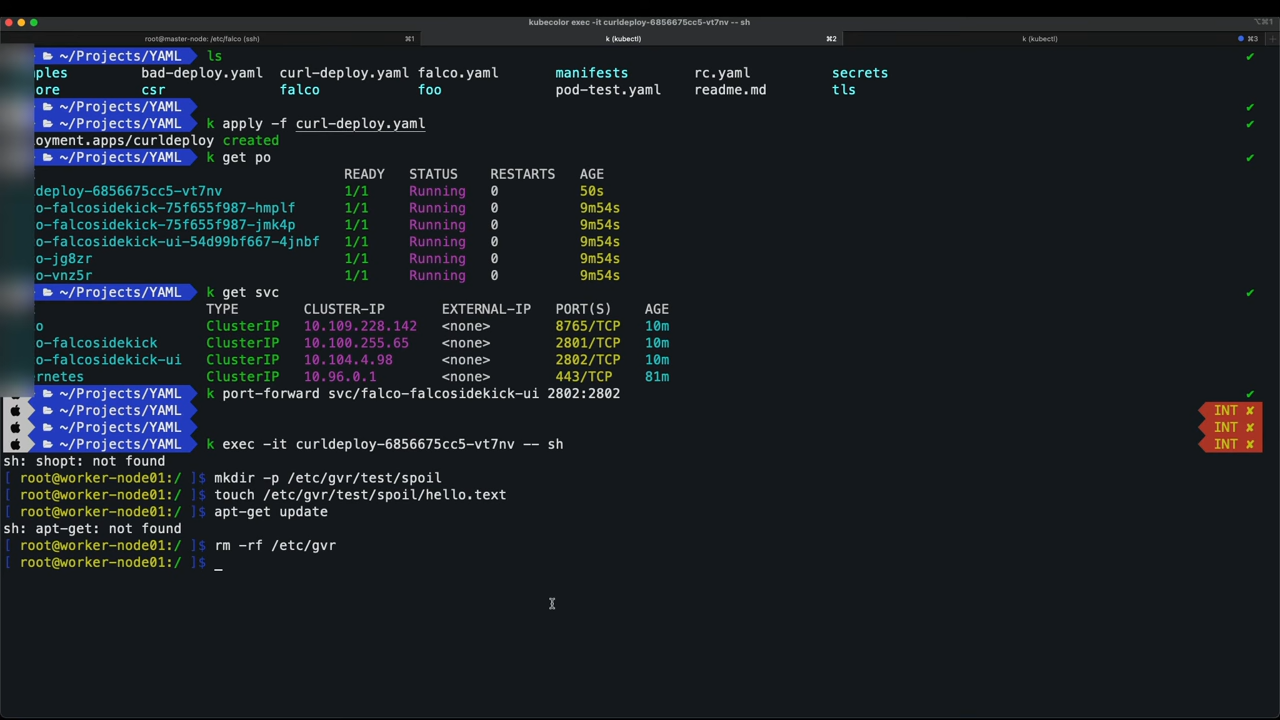 kubecolor exec -it curldeploy-6856675cc5-vt7nv -- sh
root@master-node: /etc/falco (ssh) ⌘1 k (kubectl) ⌘2 k (kubectl) ⌘3
~/Projects/YAML ls
ples bad-deploy.yaml curl-deploy.yaml falco.yaml manifests rc.yaml secrets
ore csr falco foo pod-test.yaml readme.md tls
~/Projects/YAML
~/Projects/YAML k apply -f curl-deploy.yaml
oyment.apps/curldeploy created
~/Projects/YAML k get po
READY STATUS RESTARTS AGE
deploy-6856675cc5-vt7nv 1/1 Running 0 50s
o-falcosidekick-75f655f987-hmplf 1/1 Running 0 9m54s
o-falcosidekick-75f655f987-jmk4p 1/1 Running 0 9m54s
o-falcosidekick-ui-54d99bf667-4jnbf 1/1 Running 0 9m54s
o-jg8zr 1/1 Running 0 9m54s
o-vnz5r 1/1 Running 0 9m54s
~/Projects/YAML k get svc
TYPE CLUSTER-IP EXTERNAL-IP PORT(S) AGE
o ClusterIP 10.109.228.142 <none> 8765/TCP 10m
o-falcosidekick ClusterIP 10.100.255.65 <none> 2801/TCP 10m
o-falcosidekick-ui ClusterIP 10.104.4.98 <none> 2802/TCP 10m
ernetes ClusterIP 10.96.0.1 <none> 443/TCP 81m
~/Projects/YAML k port-forward svc/falco-falcosidekick-ui 2802:2802
~/Projects/YAML INT ✘
~/Projects/YAML INT ✘
~/Projects/YAML k exec -it curldeploy-6856675cc5-vt7nv -- sh INT ✘
sh: shopt: not found
[ root@worker-node01:/ ]$ mkdir -p /etc/gvr/test/spoil
[ root@worker-node01:/ ]$ touch /etc/gvr/test/spoil/hello.text
[ root@worker-node01:/ ]$ apt-get update
sh: apt-get: not found
[ root@worker-node01:/ ]$ rm -rf /etc/gvr
[ root@worker-node01:/ ]$ _